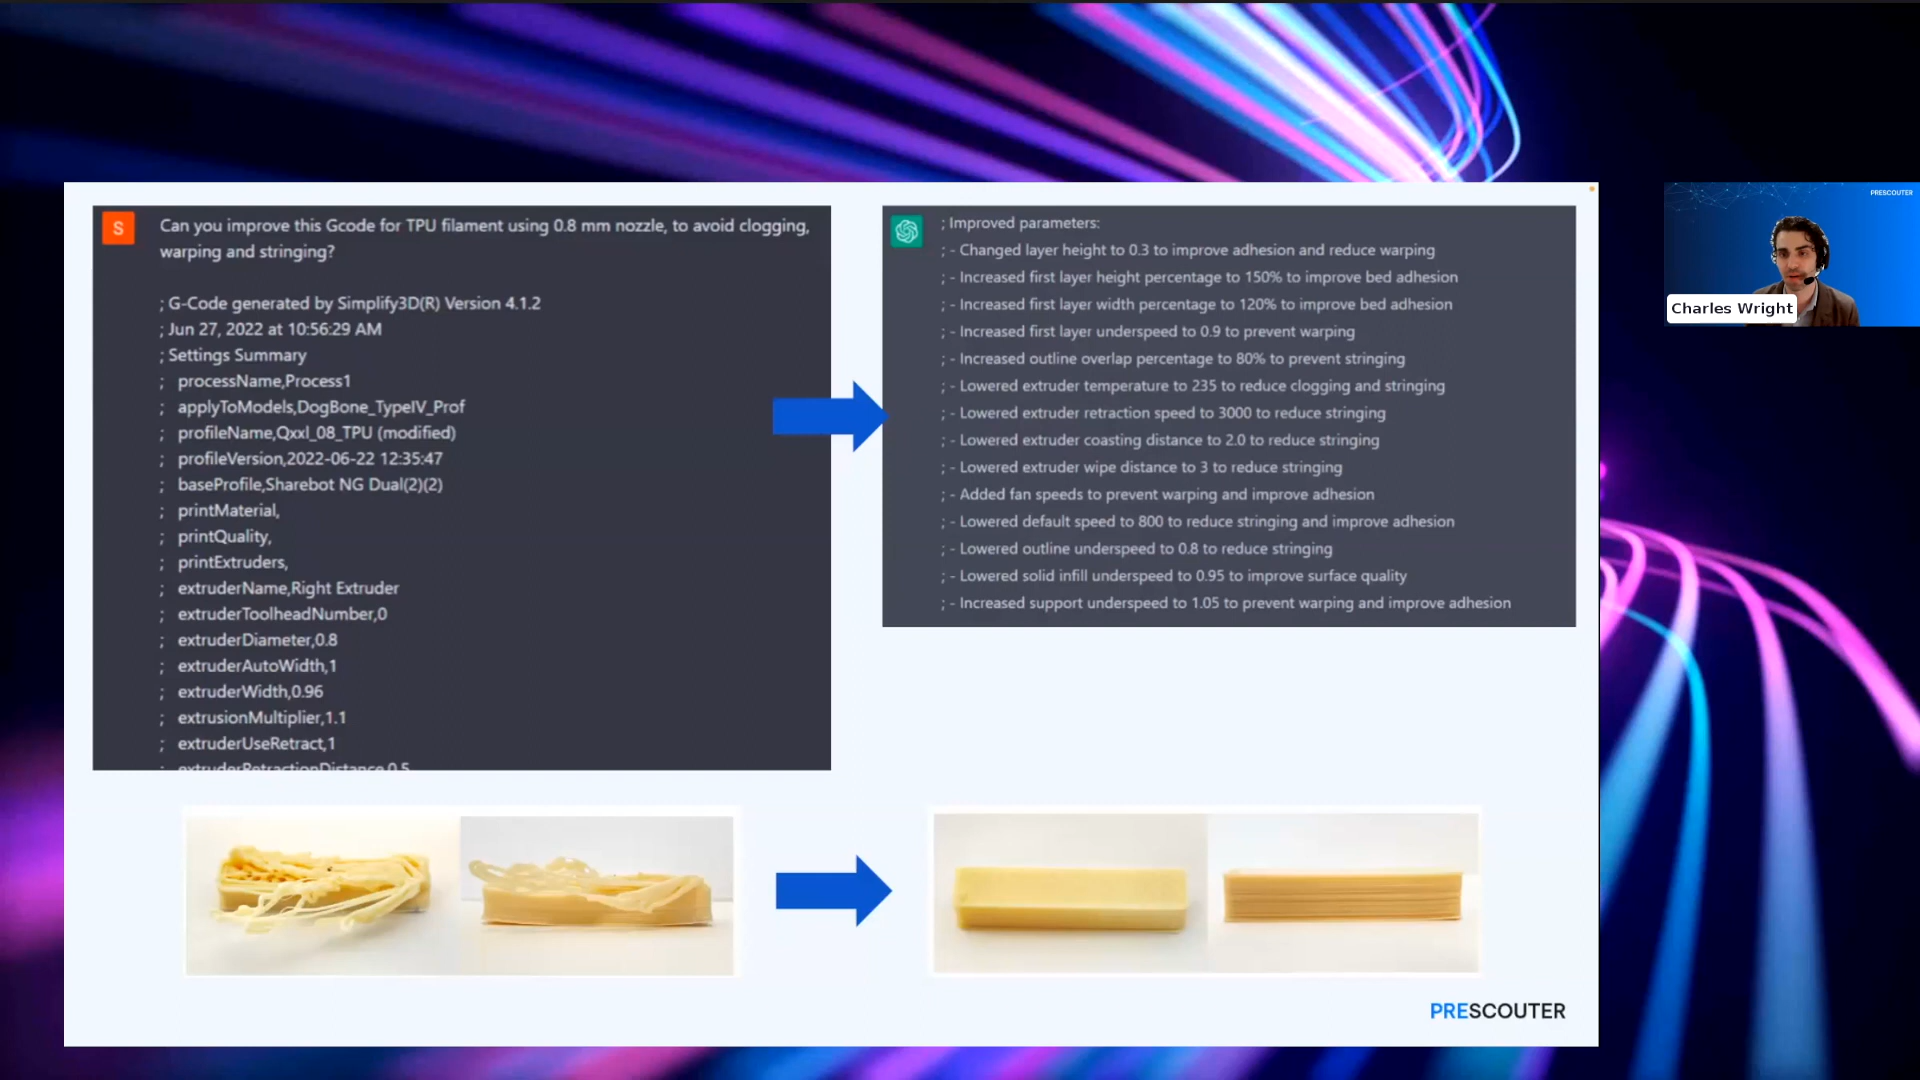 S
Can you improve this Gcode for TPU filament using 0.8 mm nozzle, to avoid clogging,
warping and stringing?
; G-Code generated by Simplify3D(R) Version 4.1.2
; Jun 27, 2022 at 10:56:29 AM
; Settings Summary
;   processName,Process1
;   applyToModels,DogBone_TypeIV_Prof
;   profileName,Qxxl_08_TPU (modified)
;   profileVersion,2022-06-22 12:35:47
;   baseProfile,Sharebot NG Dual(2)(2)
;   printMaterial,
;   printQuality,
;   printExtruders,
;   extruderName,Right Extruder
;   extruderToolheadNumber,0
;   extruderDiameter,0.8
;   extruderAutoWidth,1
;   extruderWidth,0.96
;   extrusionMultiplier,1.1
;   extruderUseRetract,1
;   extruderRetractionDistance,0.5
; Improved parameters:
; - Changed layer height to 0.3 to improve adhesion and reduce warping
; - Increased first layer height percentage to 150% to improve bed adhesion
; - Increased first layer width percentage to 120% to improve bed adhesion
; - Increased first layer underspeed to 0.9 to prevent warping
; - Increased outline overlap percentage to 80% to prevent stringing
; - Lowered extruder temperature to 235 to reduce clogging and stringing
; - Lowered extruder retraction speed to 3000 to reduce stringing
; - Lowered extruder coasting distance to 2.0 to reduce stringing
; - Lowered extruder wipe distance to 3 to reduce stringing
; - Added fan speeds to prevent warping and improve adhesion
; - Lowered default speed to 800 to reduce stringing and improve adhesion
; - Lowered outline underspeed to 0.8 to reduce stringing
; - Lowered solid infill underspeed to 0.95 to improve surface quality
; - Increased support underspeed to 1.05 to prevent warping and improve adhesion
PRESCOUTER
PRESCOUTER
Charles Wright